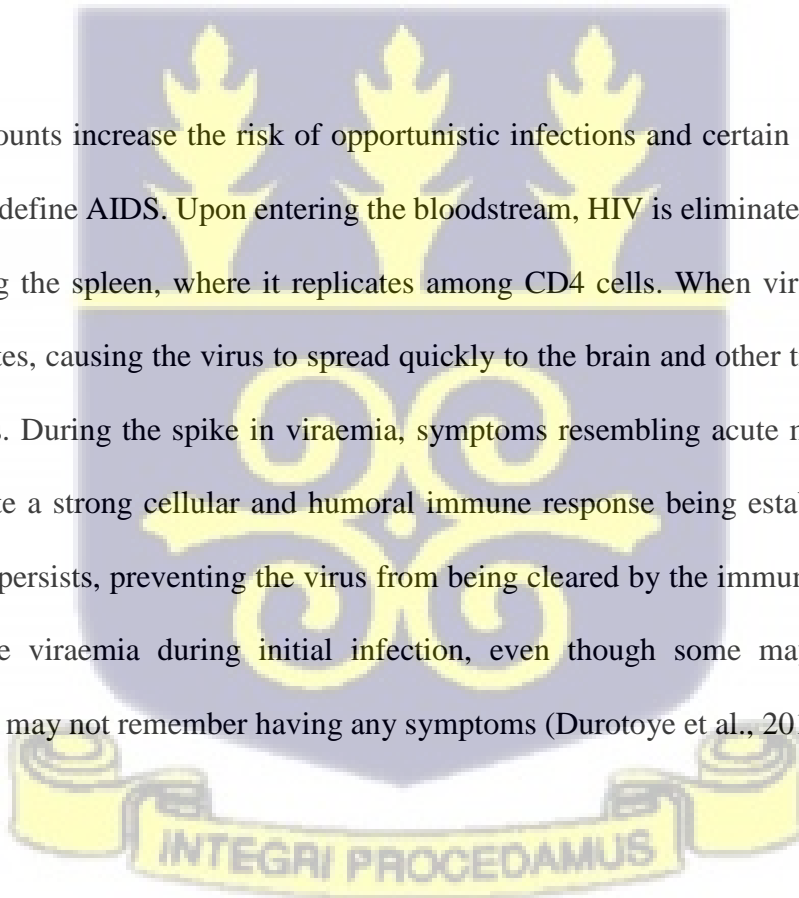 ounts increase the risk of opportunistic infections and certain
define AIDS. Upon entering the bloodstream, HIV is eliminate
g the spleen, where it replicates among CD4 cells. When vir
tes, causing the virus to spread quickly to the brain and other t
s. During the spike in viraemia, symptoms resembling acute
te a strong cellular and humoral immune response being estab
persists, preventing the virus from being cleared by the immun
e viraemia during initial infection, even though some ma
may not remember having any symptoms (Durotoye et al., 201
INTEGRI PROCEDAMUS